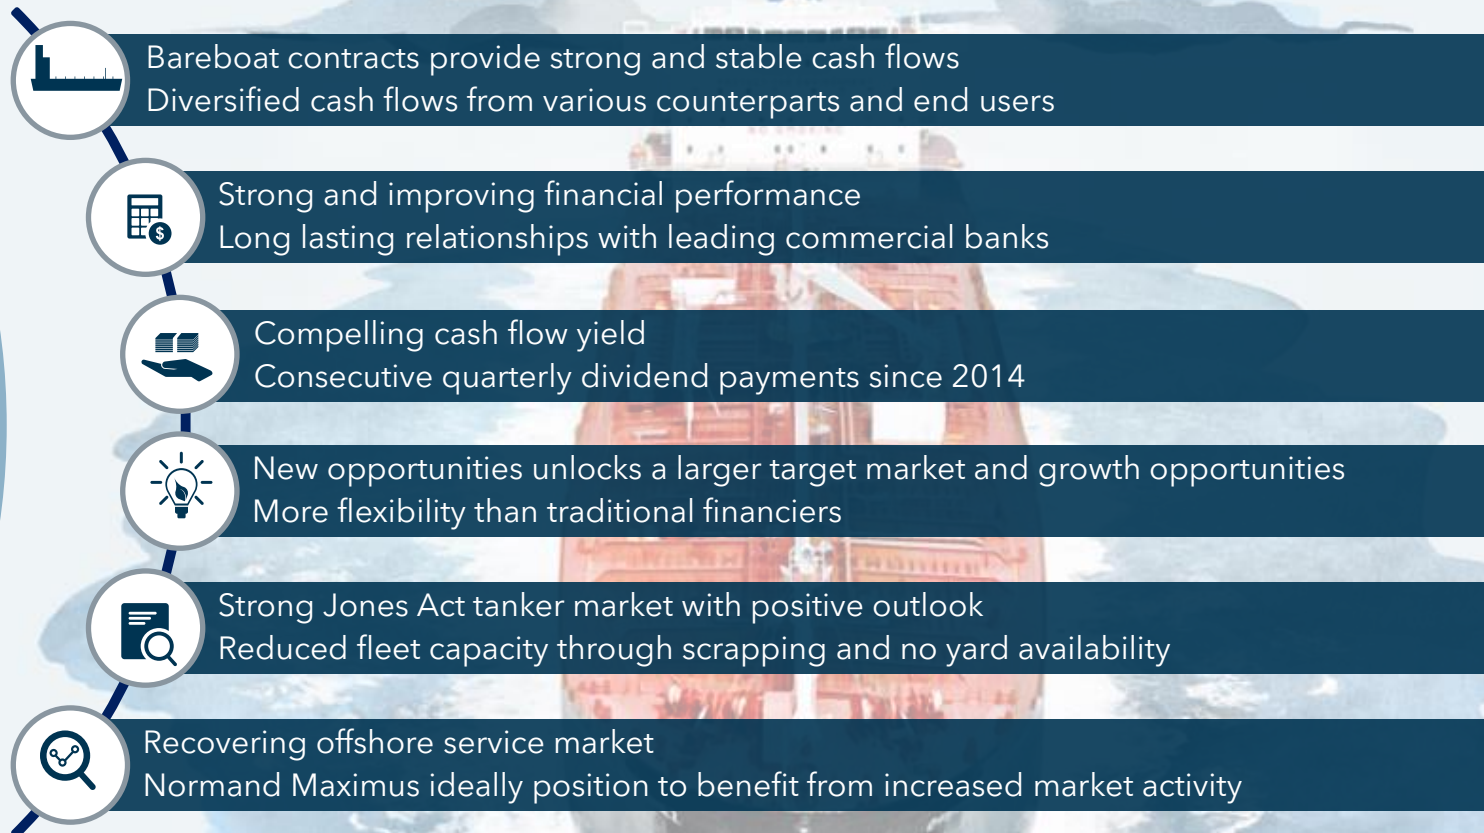 Bareboat contracts provide strong and stable cash flows
Diversified cash flows from various counterparts and end users
NO SMOKING
$
Strong and improving financial performance
Long lasting relationships with leading commercial banks
Compelling cash flow yield
Consecutive quarterly dividend payments since 2014
New opportunities unlocks a larger target market and growth opportunities
More flexibility than traditional financiers
Strong Jones Act tanker market with positive outlook
Reduced fleet capacity through scrapping and no yard availability
Recovering offshore service market
Normand Maximus ideally position to benefit from increased market activity